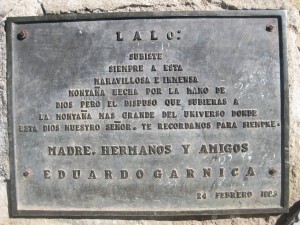 LALO:
SUBISTE
SIEMPRE A ESTA
MARAVILLOSA E INMENSA
MONTAÑA HECHA POR LA MANO DE
DIOS PERO EL DISPUSO QUE SUBIERAS A
LA MONTAÑA MAS GRANDE DEL UNIVERSO DONDE
ESTA DIOS NUESTRO SEÑOR. TE RECORDAMOS PARA SIEMPRE.
MADRE. HERMANOS Y AMIGOS
EDUARDO GARNICA
24 FEBRERO